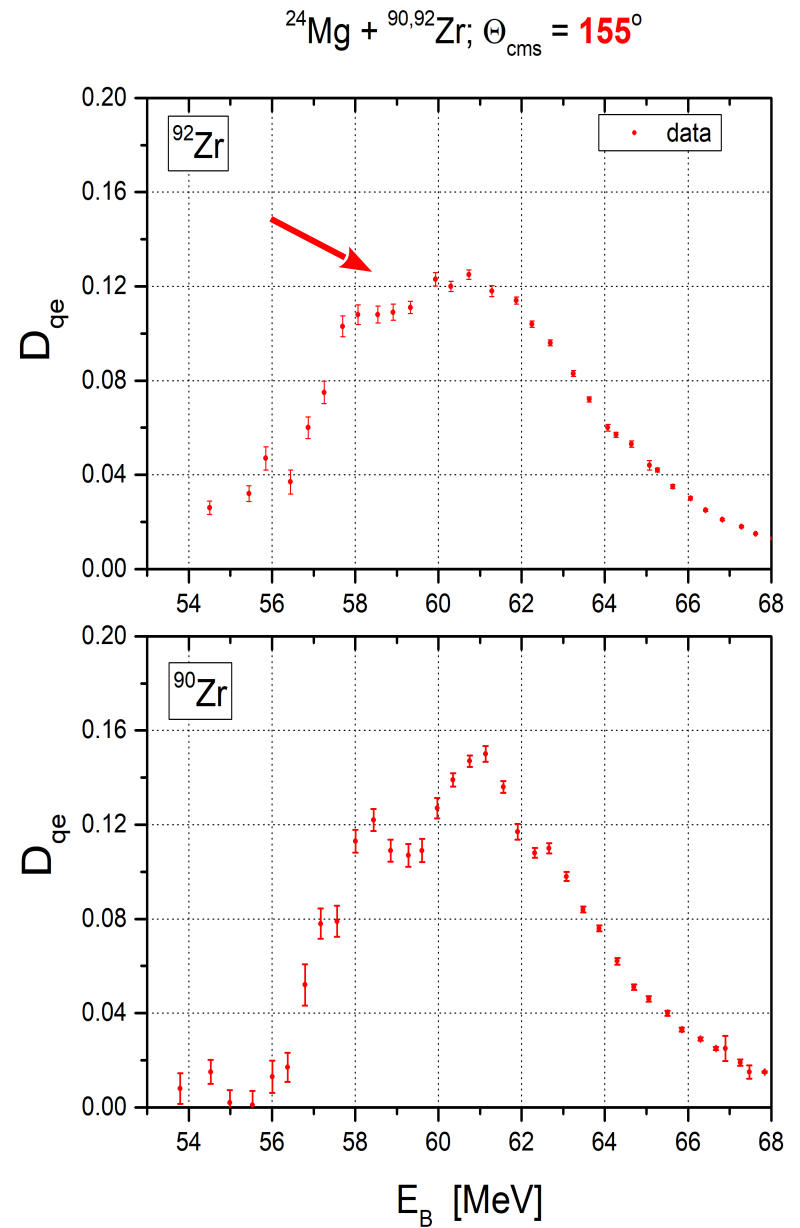 ²⁴Mg + ⁹⁰,⁹²Zr; Θcms = 155°
0.20
⁹²Zr
data
0.16
0.12
Dqe
0.08
0.04
0.00
54 56 58 60 62 64 66 68
0.20
⁹⁰Zr
0.16
0.12
Dqe
0.08
0.04
0.00
54 56 58 60 62 64 66 68
EB [MeV]